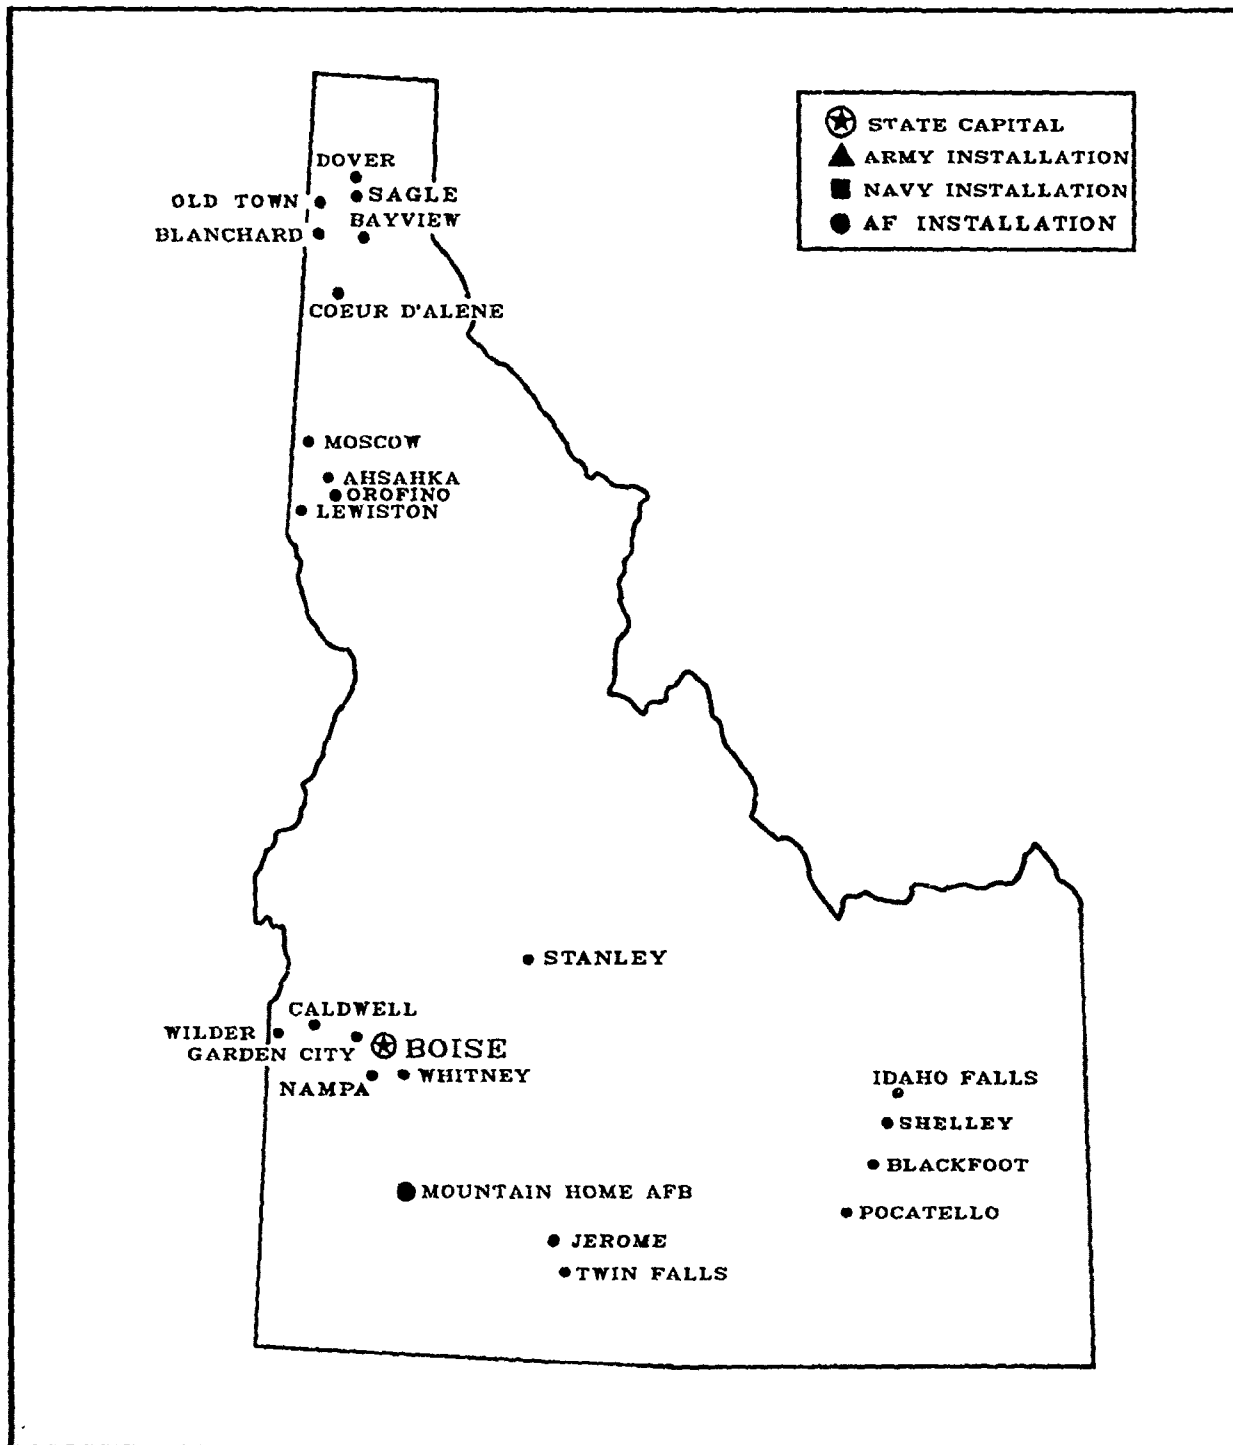 STATE CAPITAL
ARMY INSTALLATION
NAVY INSTALLATION
AF INSTALLATION
DOVER
OLD TOWN
SAGLE
BAYVIEW
BLANCHARD
COEUR D'ALENE
MOSCOW
AHSAHKA
OROFINO
LEWISTON
STANLEY
CALDWELL
WILDER
GARDEN CITY
BOISE
NAMPA
WHITNEY
IDAHO FALLS
SHELLEY
BLACKFOOT
MOUNTAIN HOME AFB
POCATELLO
JEROME
TWIN FALLS